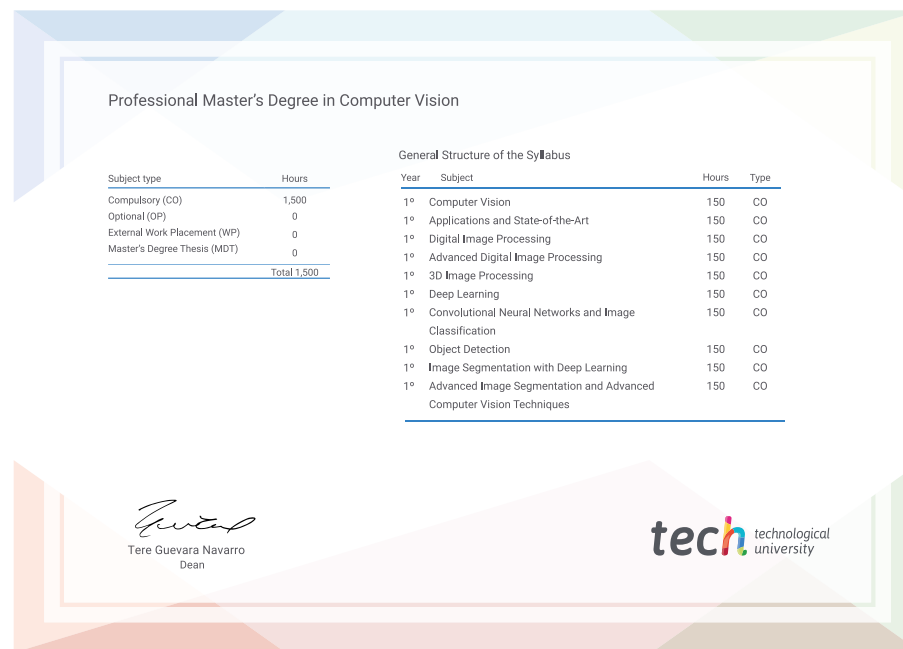 Professional Master's Degree in Computer Vision
Subject type Hours
Compulsory (CO) 1,500
Optional (OP) 0
External Work Placement (WP) 0
Master's Degree Thesis (MDT) 0
Total 1,500
General Structure of the Syllabus
Year Subject Hours Type
1º Computer Vision 150 CO
1º Applications and State-of-the-Art 150 CO
1º Digital Image Processing 150 CO
1º Advanced Digital Image Processing 150 CO
1º 3D Image Processing 150 CO
1º Deep Learning 150 CO
1º Convolutional Neural Networks and Image 150 CO
Classification
1º Object Detection 150 CO
1º Image Segmentation with Deep Learning 150 CO
1º Advanced Image Segmentation and Advanced 150 CO
Computer Vision Techniques
Tere Guevara Navarro
Dean
tech technological
university